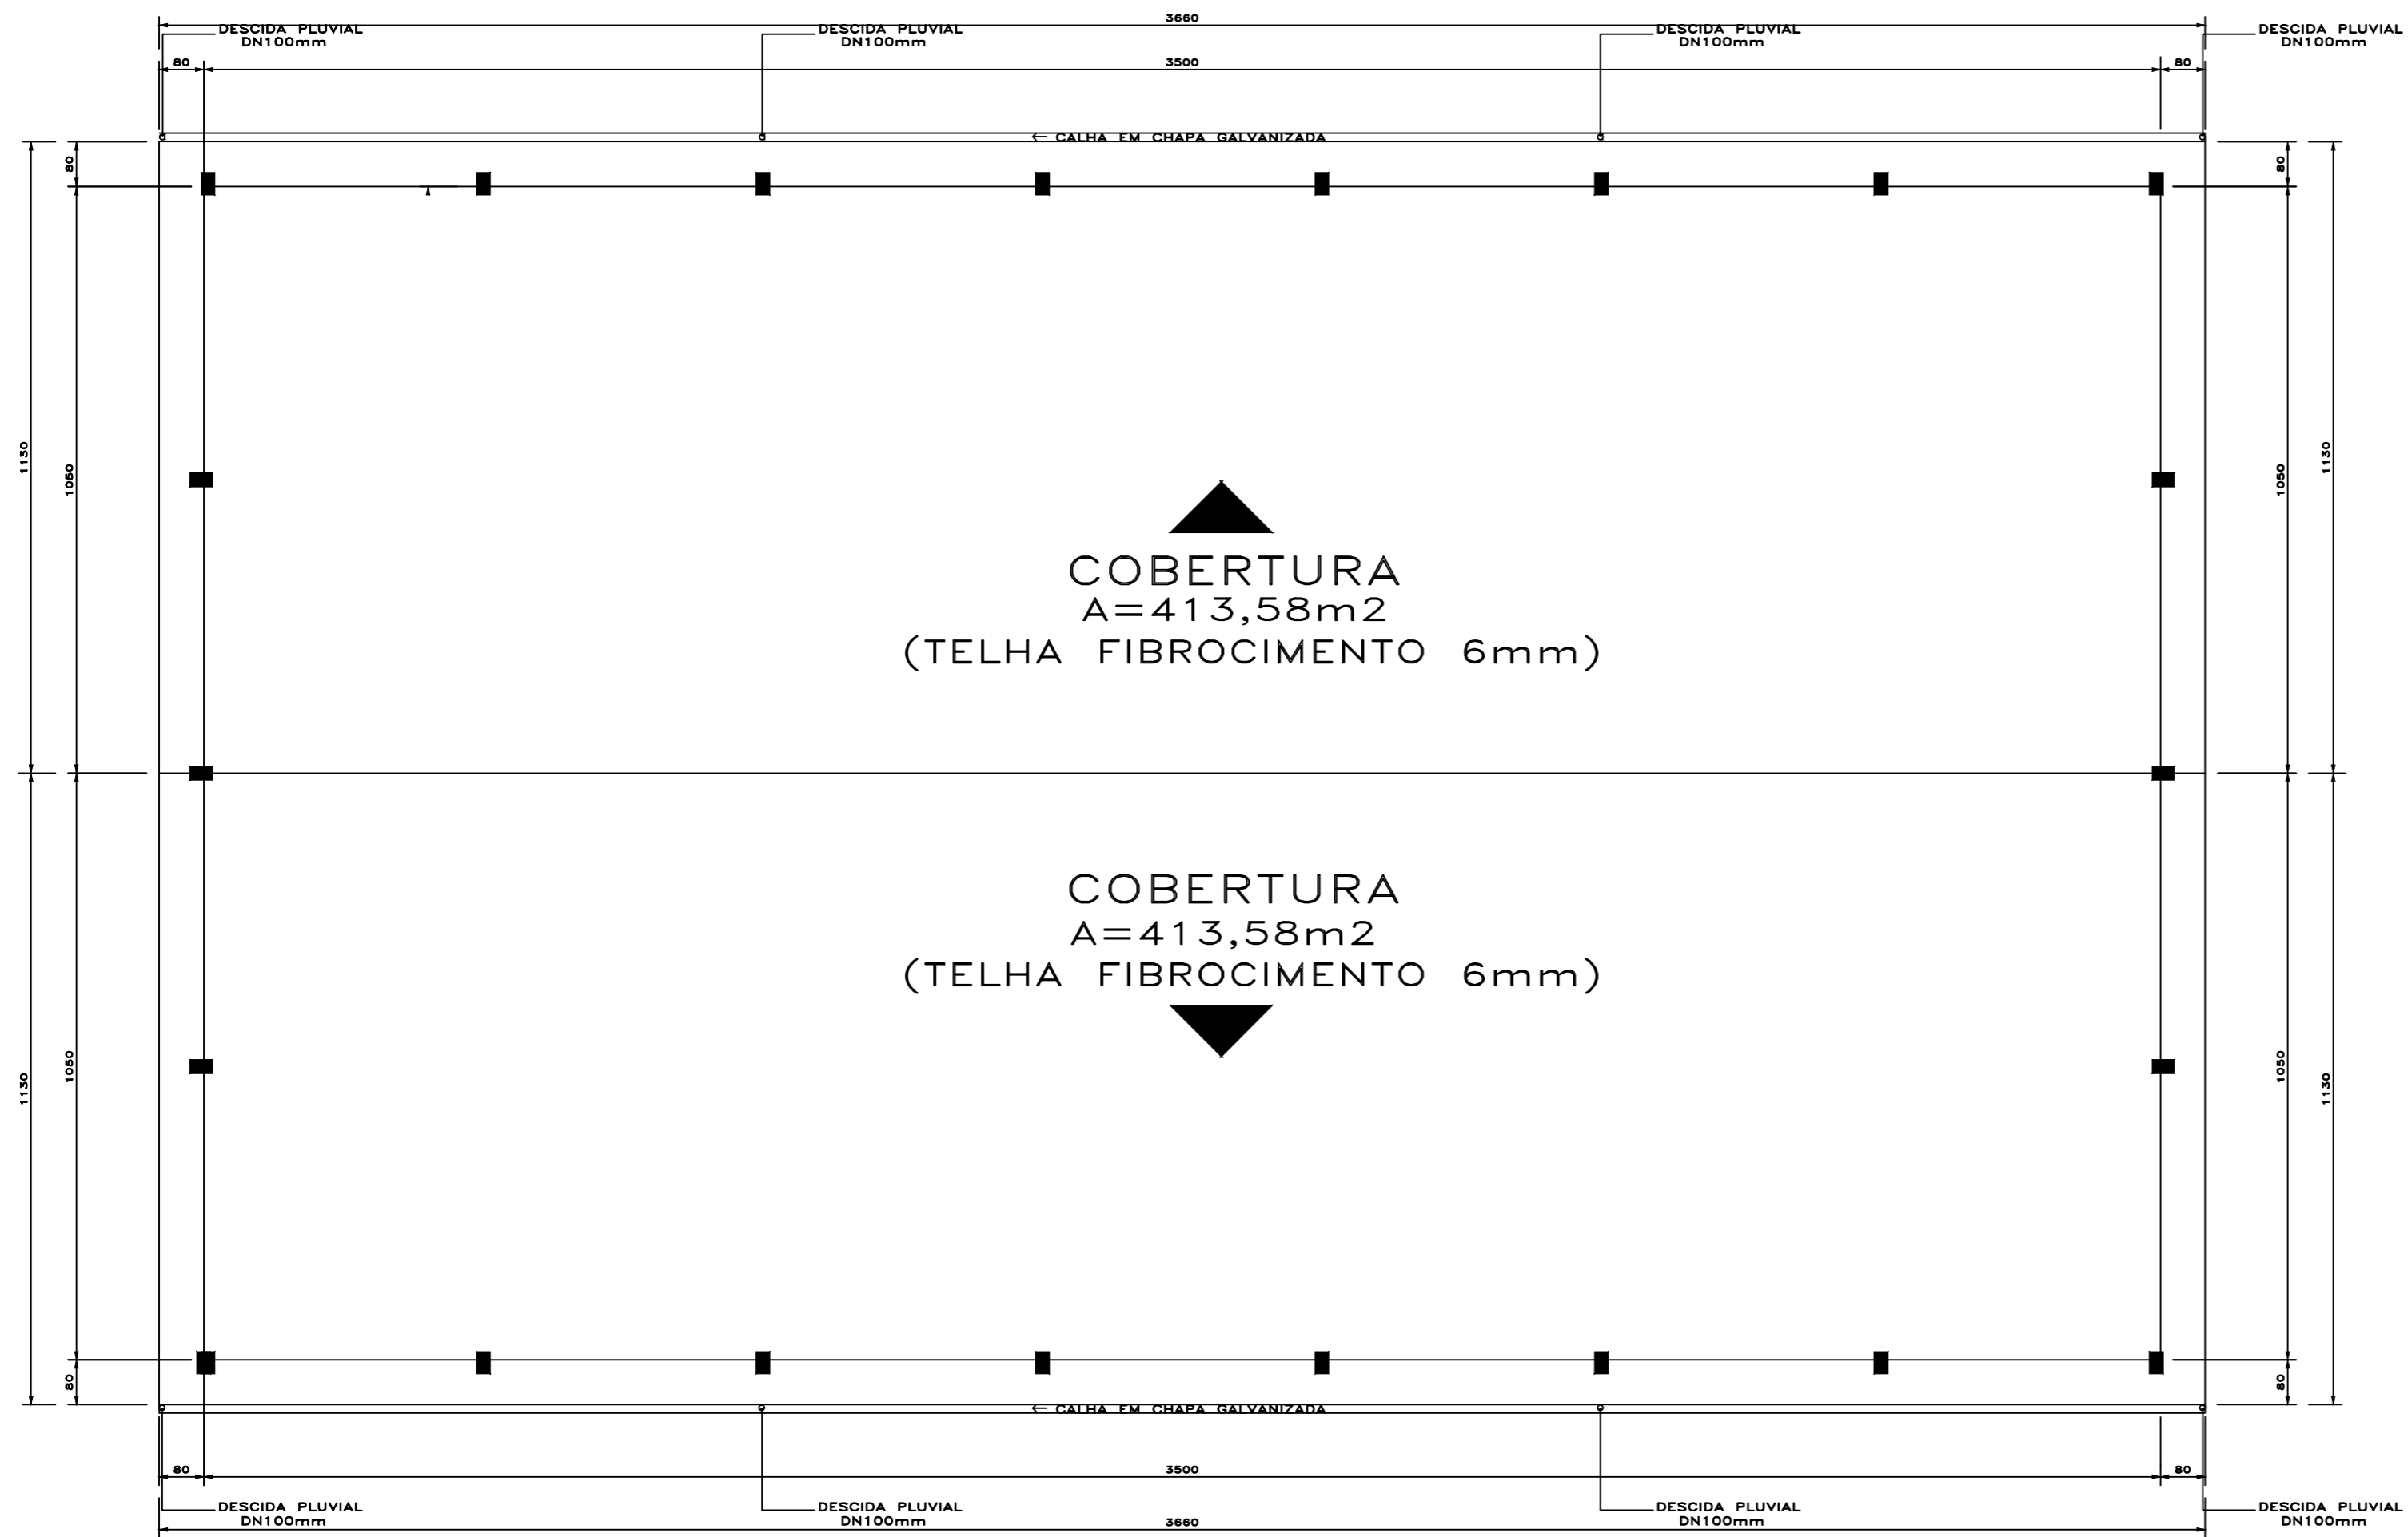 3660
DESCIDA PLUVIAL
DN100mm
DESCIDA PLUVIAL
DN100mm
DESCIDA PLUVIAL
DN100mm
DESCIDA PLUVIAL
DN100mm
80
3500
80
← CALHA EM CHAPA GALVANIZADA
80
80
1130
1050
1050
1130
COBERTURA
A=413,58m2
(TELHA FIBROCIMENTO 6mm)
COBERTURA
A=413,58m2
(TELHA FIBROCIMENTO 6mm)
1130
1050
1050
1130
80
80
← CALHA EM CHAPA GALVANIZADA
80
3500
80
DESCIDA PLUVIAL
DN100mm
DESCIDA PLUVIAL
DN100mm
DESCIDA PLUVIAL
DN100mm
DESCIDA PLUVIAL
DN100mm
3660